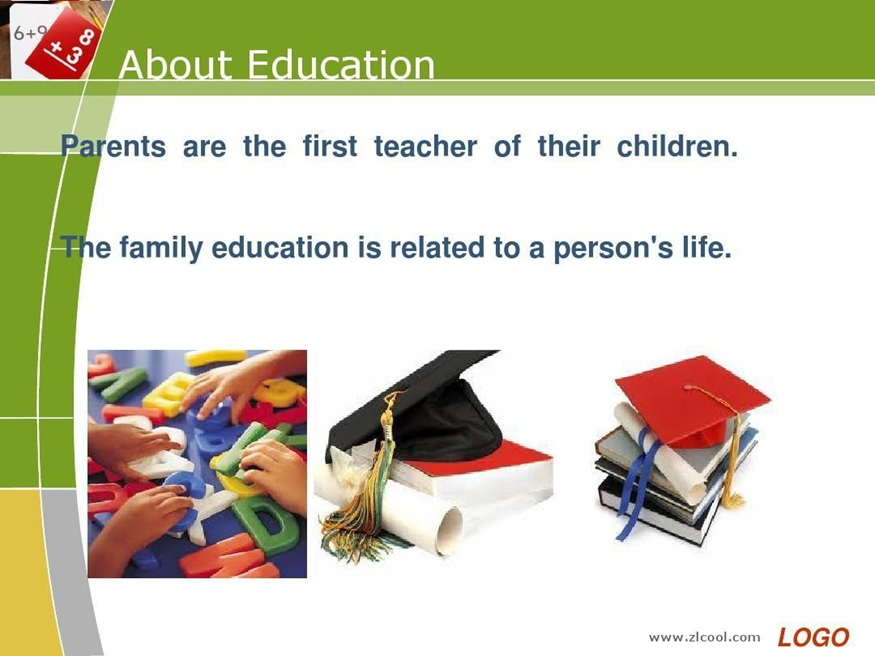 6+9
8
+ 3
About Education
Parents are the first teacher of their children.
The family education is related to a person's life.
www.zlcool.com
LOGO